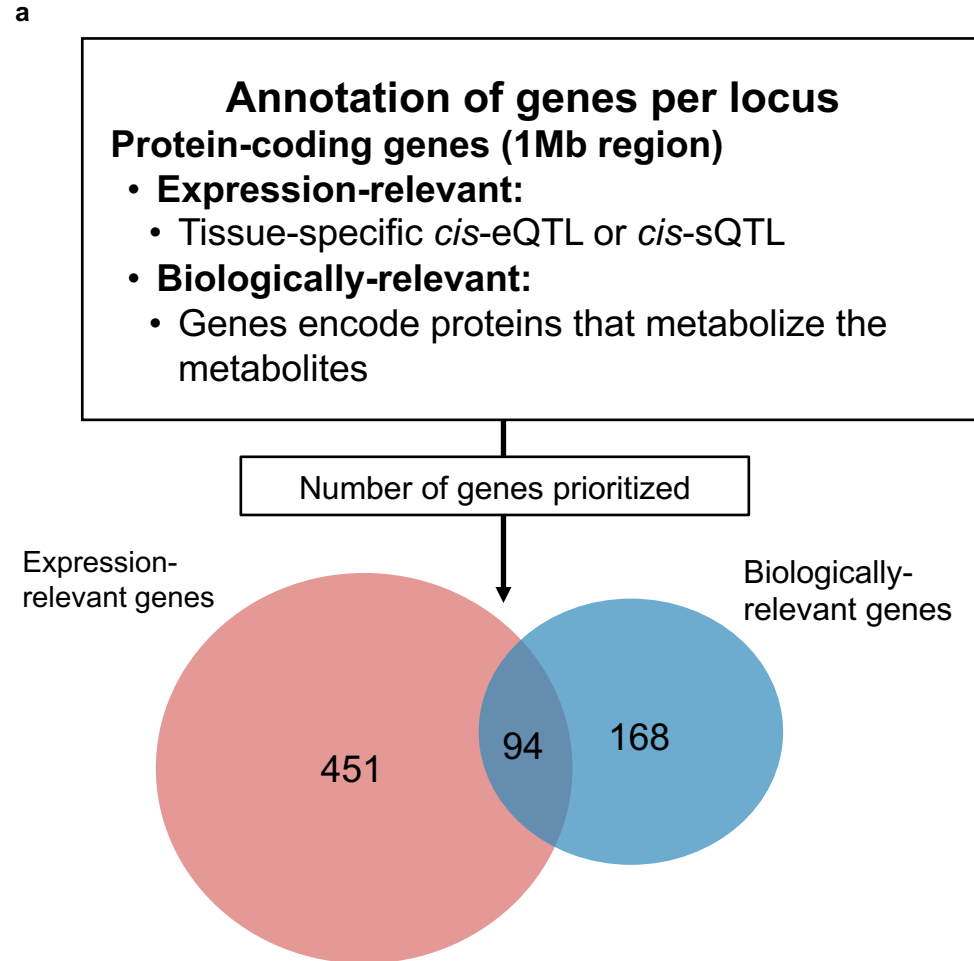 a
Annotation of genes per locus
Protein-coding genes (1Mb region)
• Expression-relevant:
• Tissue-specific cis-eQTL or cis-sQTL
• Biologically-relevant:
• Genes encode proteins that metabolize the
metabolites
Number of genes prioritized
Expression-
relevant genes
Biologically-
relevant genes
451
94
168